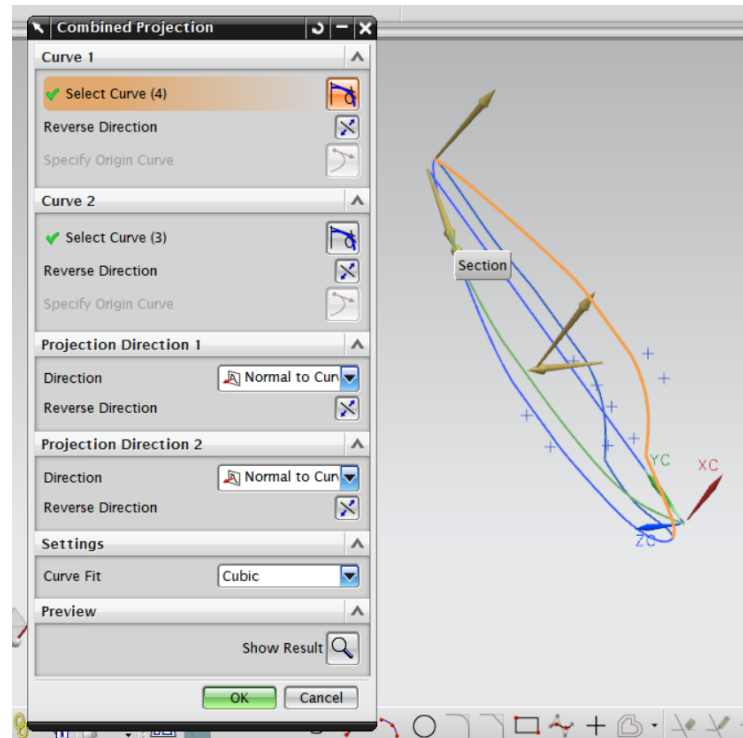 Combined Projection
Curve 1
Select Curve (4)
Reverse Direction
Specify Origin Curve
Curve 2
Select Curve (3)
Reverse Direction
Specify Origin Curve
Projection Direction 1
Direction Normal to Curv
Reverse Direction
Projection Direction 2
Direction Normal to Curv
Reverse Direction
Settings
Curve Fit Cubic
Preview
Show Result
OK Cancel
Section
YC XC
ZC